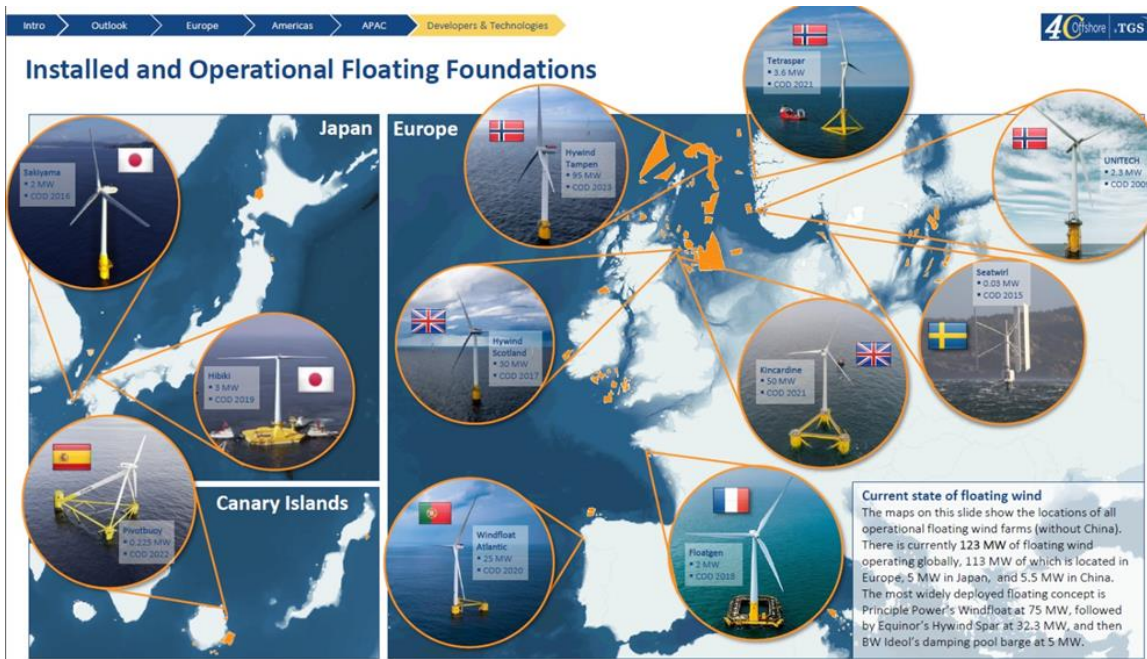 Intro
Outlook
Europe
Americas
APAC
Developers & Technologies
4C Offshore | a TGS
Installed and Operational Floating Foundations
Japan
Sakiyama
▪ 2 MW
▪ COD 2016
Hibiki
▪ 3 MW
▪ COD 2019
Pivotbuoy
▪ 0.225 MW
▪ COD 2022
Canary Islands
Europe
Hywind
Tampen
▪ 95 MW
▪ COD 2023
Tetraspar
▪ 3.6 MW
▪ COD 2021
UNITECH
▪ 2.3 MW
▪ COD 2009
Hywind
Scotland
▪ 30 MW
▪ COD 2017
Kincardine
▪ 50 MW
▪ COD 2021
Seatwirl
▪ 0.03 MW
▪ COD 2015
Windfloat
Atlantic
▪ 25 MW
▪ COD 2020
Floatgen
▪ 2 MW
▪ COD 2018
Current state of floating wind
The maps on this slide show the locations of all
operational floating wind farms (without China).
There is currently 123 MW of floating wind
operating globally, 113 MW of which is located in
Europe, 5 MW in Japan, and 5.5 MW in China.
The most widely deployed floating concept is
Principle Power's Windfloat at 75 MW, followed
by Equinor's Hywind Spar at 32.3 MW, and then
BW Ideol's damping pool barge at 5 MW.